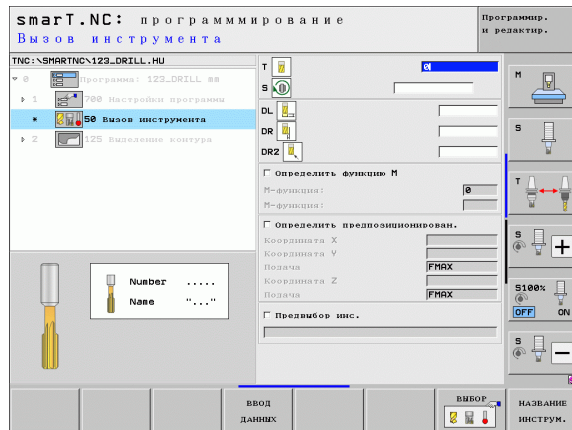 smarT.NC: программмирование
Вызов инструмента
Программир. и редактир.
TNC:\SMARTNC\123_DRILL.HU
0 Программа: 123_DRILL мм
1 700 Настройки программы
* 50 Вызов инструмента
2 125 Выделение контура
Number .....
Name "..."
T 0
S
DL
DR
DR2
Определить функцию M
M-функция: 0
M-функция:
Определить предпозиционирован.
Координата X
Координата Y
Подача FMAX
Координата Z
Подача FMAX
Предвыбор инс.
M
S
T
S
+
S100%
OFF ON
S
–
ВВОД ДАННЫХ
ВЫБОР
НАЗВАНИЕ ИНСТРУМ.